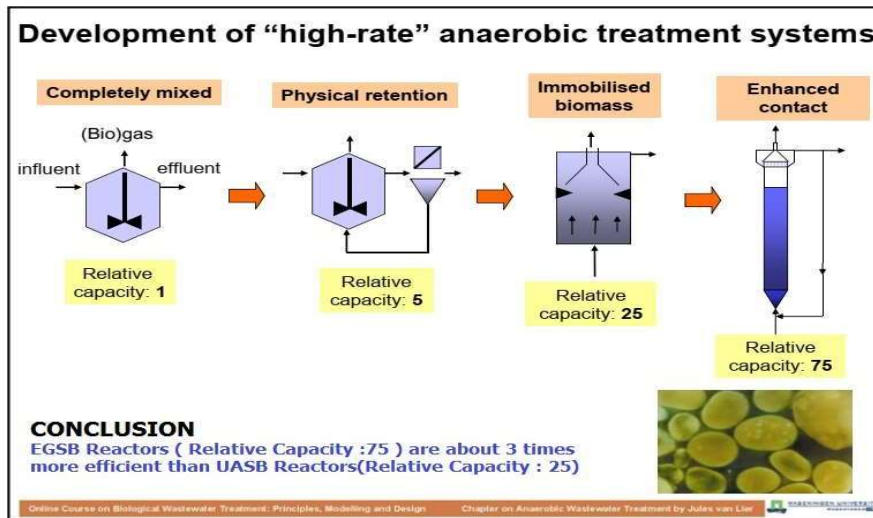 Development of “high-rate” anaerobic treatment systems
Completely mixed
Physical retention
Immobilised
biomass
Enhanced
contact
(Bio)gas
influent
effluent
Relative
capacity: 1
Relative
capacity: 5
Relative
capacity: 25
Relative
capacity: 75
CONCLUSION
EGSB Reactors ( Relative Capacity :75 ) are about 3 times
more efficient than UASB Reactors(Relative Capacity : 25)
Online Course on Biological Wastewater Treatment: Principles, Modelling and Design
Chapter on Anaerobic Wastewater Treatment by Jules van Lier